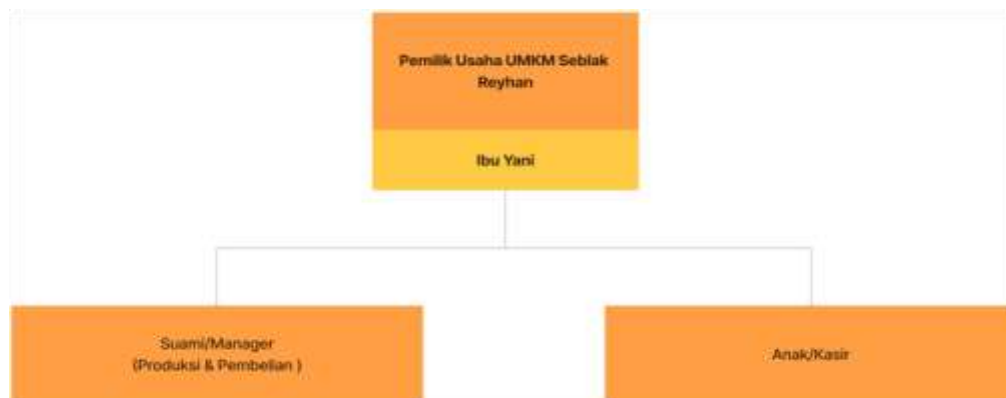 Pemilik Usaha UMKM Seblak
Reyhan
Ibu Yani
Suami/Manager
(Produksi & Pembelian )
Anak/Kasir